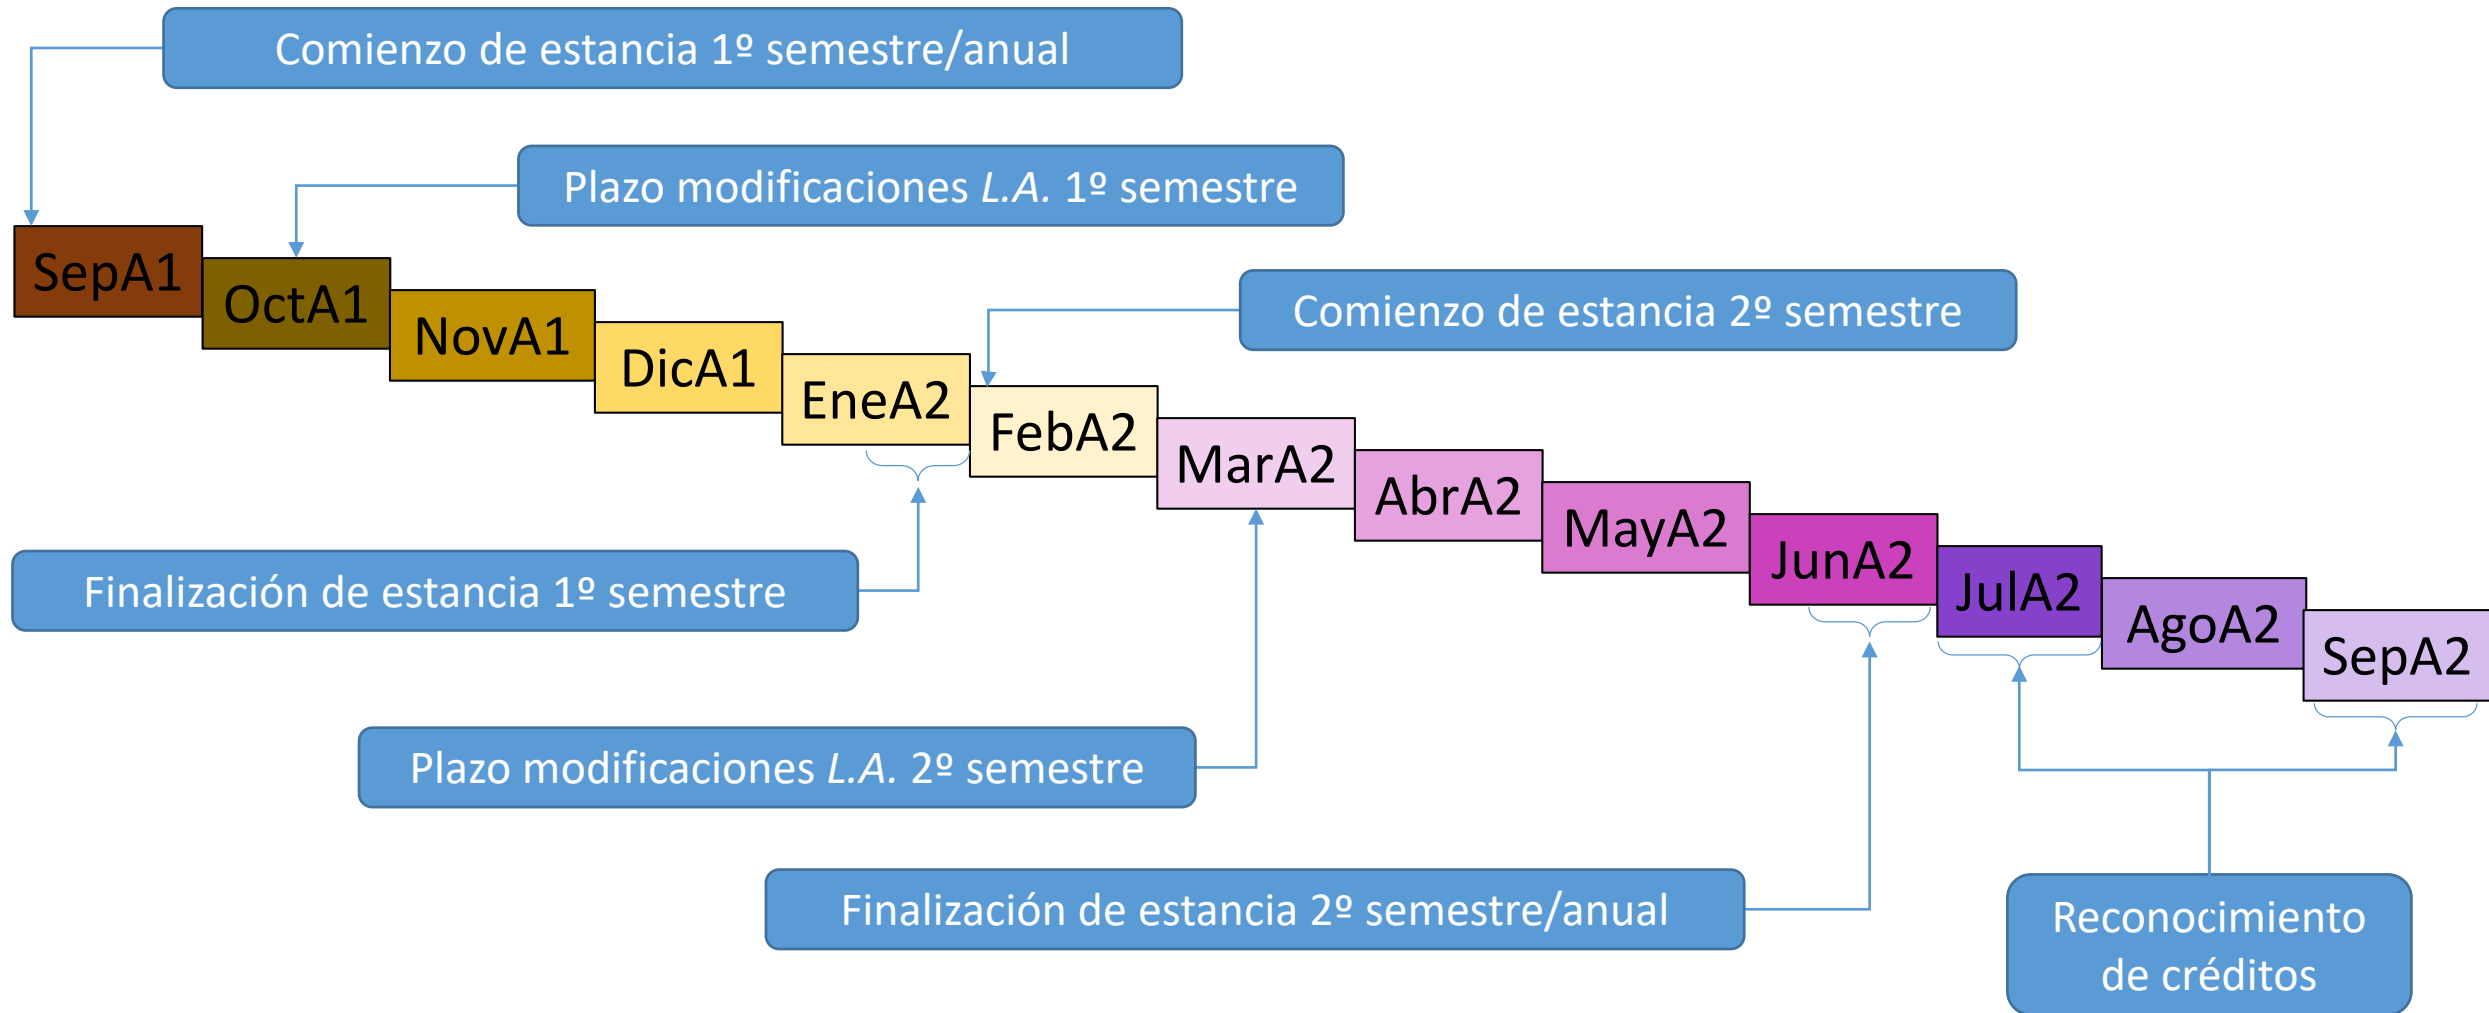 Comienzo de estancia 1º semestre/anual
Plazo modificaciones L.A. 1º semestre
SepA1
OctA1
NovA1
DicA1
EneA2
FebA2
MarA2
AbrA2
MayA2
JunA2
JulA2
AgoA2
SepA2
Comienzo de estancia 2º semestre
Finalización de estancia 1º semestre
Plazo modificaciones L.A. 2º semestre
Finalización de estancia 2º semestre/anual
Reconocimiento
de créditos